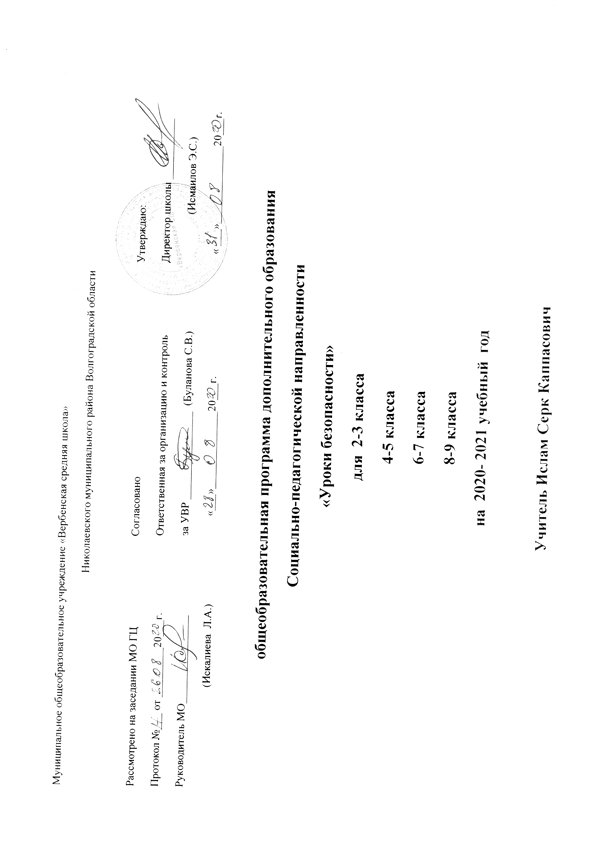 Муниципальное общеобразовательное учреждение «Вербенская средняя школа»
Николаевского муниципального района Волгоградской области
Рассмотрено на заседании МО ГЦ
Протокол № от 26 08 2020 г.
Руководитель МО
(Искалиева Л.А.)
Согласовано
Ответственная за организацию и контроль
за УВР (Буланова С.В.)
«28» 08 2020 г.
Утверждаю:
Директор школы
(Исмаилов Э.С.)
«31» 08 2020 г.
общеобразовательная программа дополнительного образования
Социально-педагогической направленности
«Уроки безопасности»
для 2-3 класса
4-5 класса
6-7 класса
8-9 класса
на 2020- 2021 учебный год
Учитель Ислам Серк Каппасович